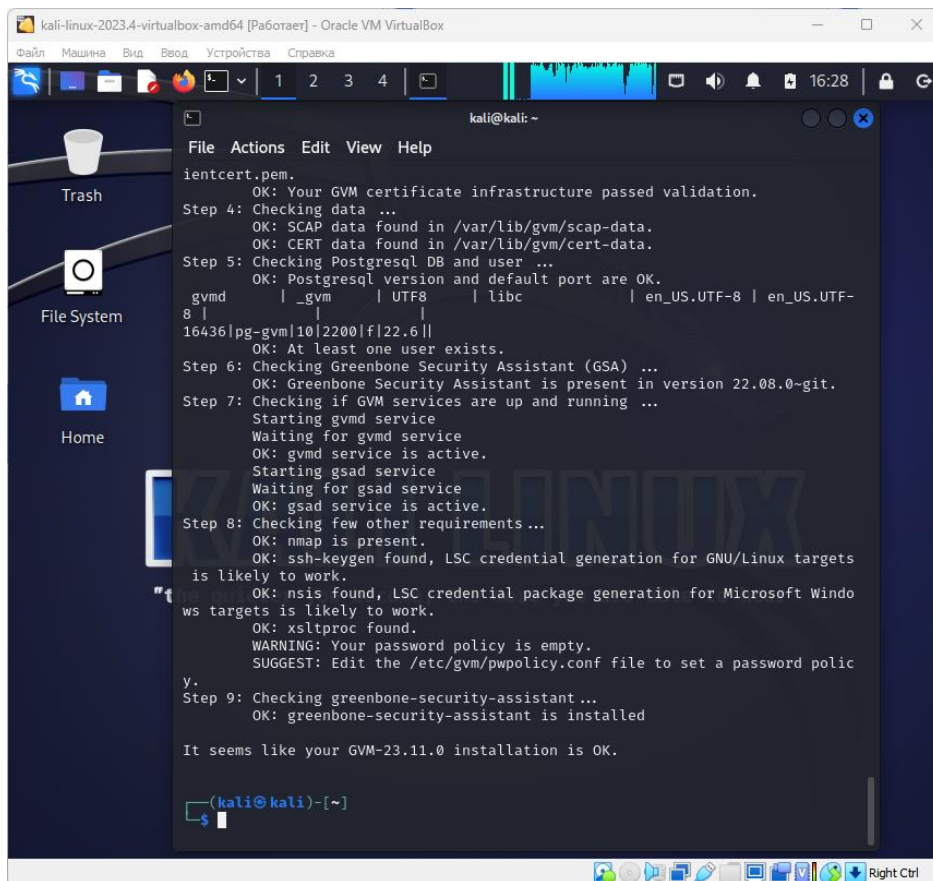 kali-linux-2023.4-virtualbox-amd64 [Работает] - Oracle VM VirtualBox
Файл Машина Вид Ввод Устройства Справка
1 2 3 4 16:28
kali@kali: ~
File Actions Edit View Help
ientcert.pem.
OK: Your GVM certificate infrastructure passed validation.
Step 4: Checking data ...
OK: SCAP data found in /var/lib/gvm/scap-data.
OK: CERT data found in /var/lib/gvm/cert-data.
Step 5: Checking Postgresql DB and user ...
OK: Postgresql version and default port are OK.
gvmd | _gvm | UTF8 | libc | en_US.UTF-8 | en_US.UTF-
8 | | |
16436|pg-gvm|10|2200|f|22.6||
OK: At least one user exists.
Step 6: Checking Greenbone Security Assistant (GSA) ...
OK: Greenbone Security Assistant is present in version 22.08.0~git.
Step 7: Checking if GVM services are up and running ...
Starting gvmd service
Waiting for gvmd service
OK: gvmd service is active.
Starting gsad service
Waiting for gsad service
OK: gsad service is active.
Step 8: Checking few other requirements...
OK: nmap is present.
OK: ssh-keygen found, LSC credential generation for GNU/Linux targets
is likely to work.
OK: nsis found, LSC credential package generation for Microsoft Windo
ws targets is likely to work.
OK: xsltproc found.
WARNING: Your password policy is empty.
SUGGEST: Edit the /etc/gvm/pwpolicy.conf file to set a password polic
y.
Step 9: Checking greenbone-security-assistant...
OK: greenbone-security-assistant is installed
It seems like your GVM-23.11.0 installation is OK.
┌──(kali㉿kali)-[~]
└─$
Trash
File System
Home
KALI LINUX
Right Ctrl